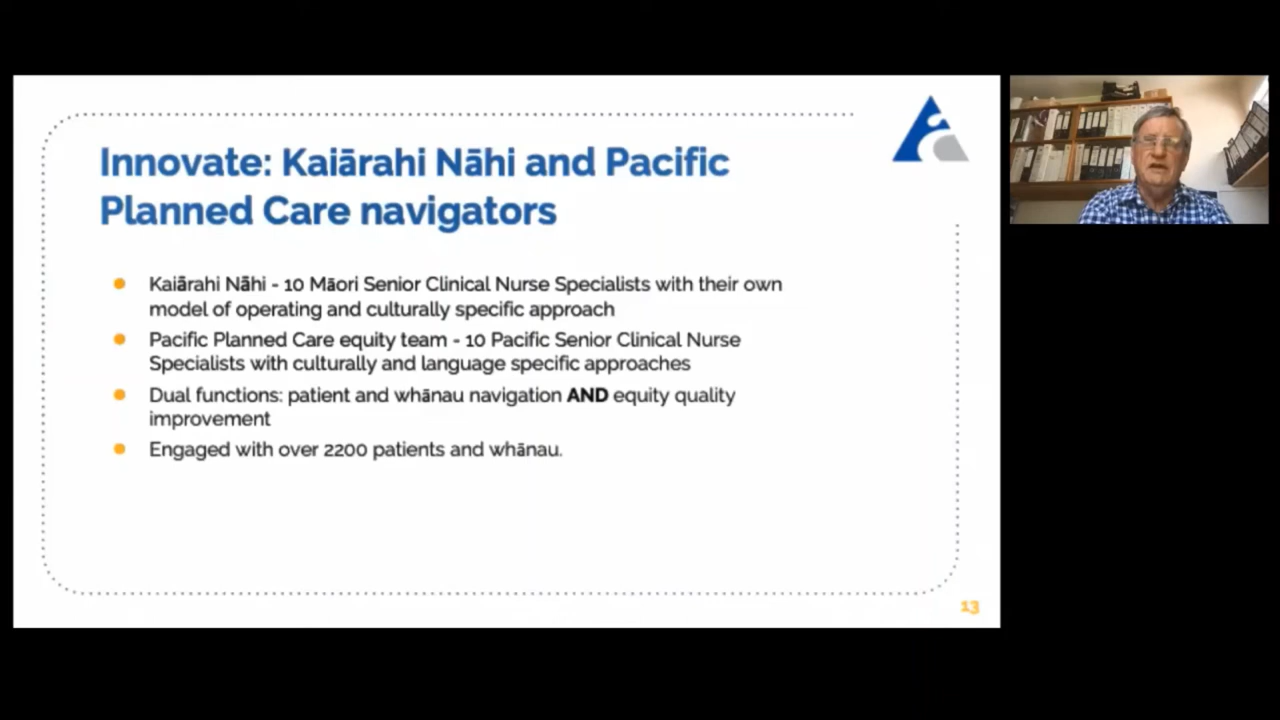 Innovate: Kaiārahi Nāhi and Pacific
Planned Care navigators
Kaiārahi Nāhi - 10 Māori Senior Clinical Nurse Specialists with their own
model of operating and culturally specific approach
Pacific Planned Care equity team - 10 Pacific Senior Clinical Nurse
Specialists with culturally and language specific approaches
Dual functions: patient and whānau navigation AND equity quality
improvement
Engaged with over 2200 patients and whānau.
13